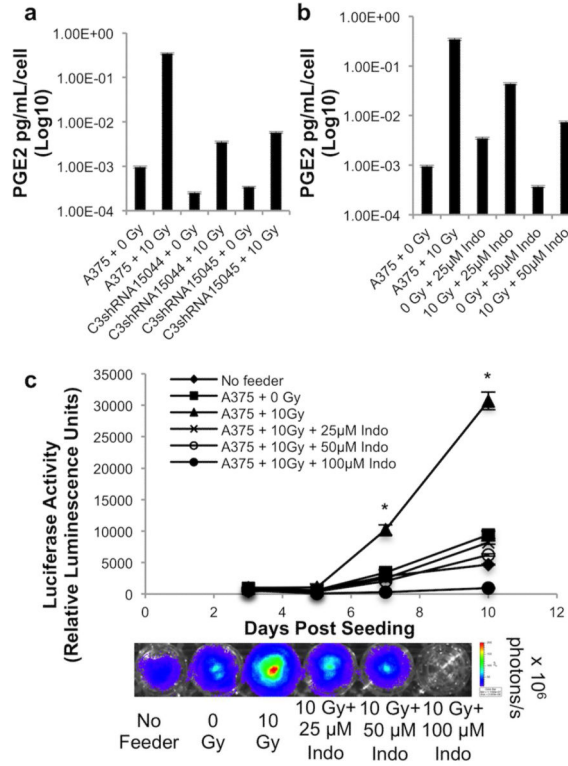 a
PGE2 pg/mL/cell
(Log10)
1.00E+00
1.00E-01
1.00E-02
1.00E-03
1.00E-04
A375 + 0 Gy
A375 + 10 Gy
C3shRNA15044 + 0 Gy
C3shRNA15044 + 10 Gy
C3shRNA15045 + 0 Gy
C3shRNA15045 + 10 Gy
b
PGE2 pg/mL/cell
(Log10)
1.00E+00
1.00E-01
1.00E-02
1.00E-03
1.00E-04
A375 + 0 Gy
A375 + 10 Gy
0 Gy + 25µM Indo
10 Gy + 25µM Indo
0 Gy + 50µM Indo
10 Gy + 50µM Indo
c
Luciferase Activity
(Relative Luminescence Units)
35000
30000
25000
20000
15000
10000
5000
0
No feeder
A375 + 0 Gy
A375 + 10Gy
A375 + 10Gy + 25µM Indo
A375 + 10Gy + 50µM Indo
A375 + 10Gy + 100µM Indo
*
*
0 2 4 6 8 10 12
Days Post Seeding
x 10⁶
photons/s
No
Feeder
0
Gy
10
Gy
10 Gy+
25 µM
Indo
10 Gy+
50 µM
Indo
10 Gy+
100 µM
Indo